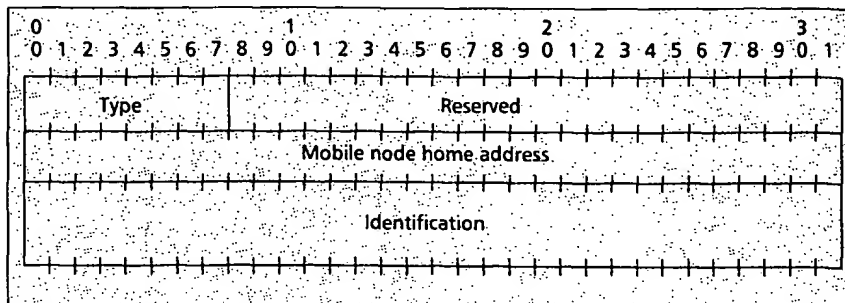 0 1 2 3
0 1 2 3 4 5 6 7 8 9 0 1 2 3 4 5 6 7 8 9 0 1 2 3 4 5 6 7 8 9 0 1
Type Reserved
Mobile node home address
Identification